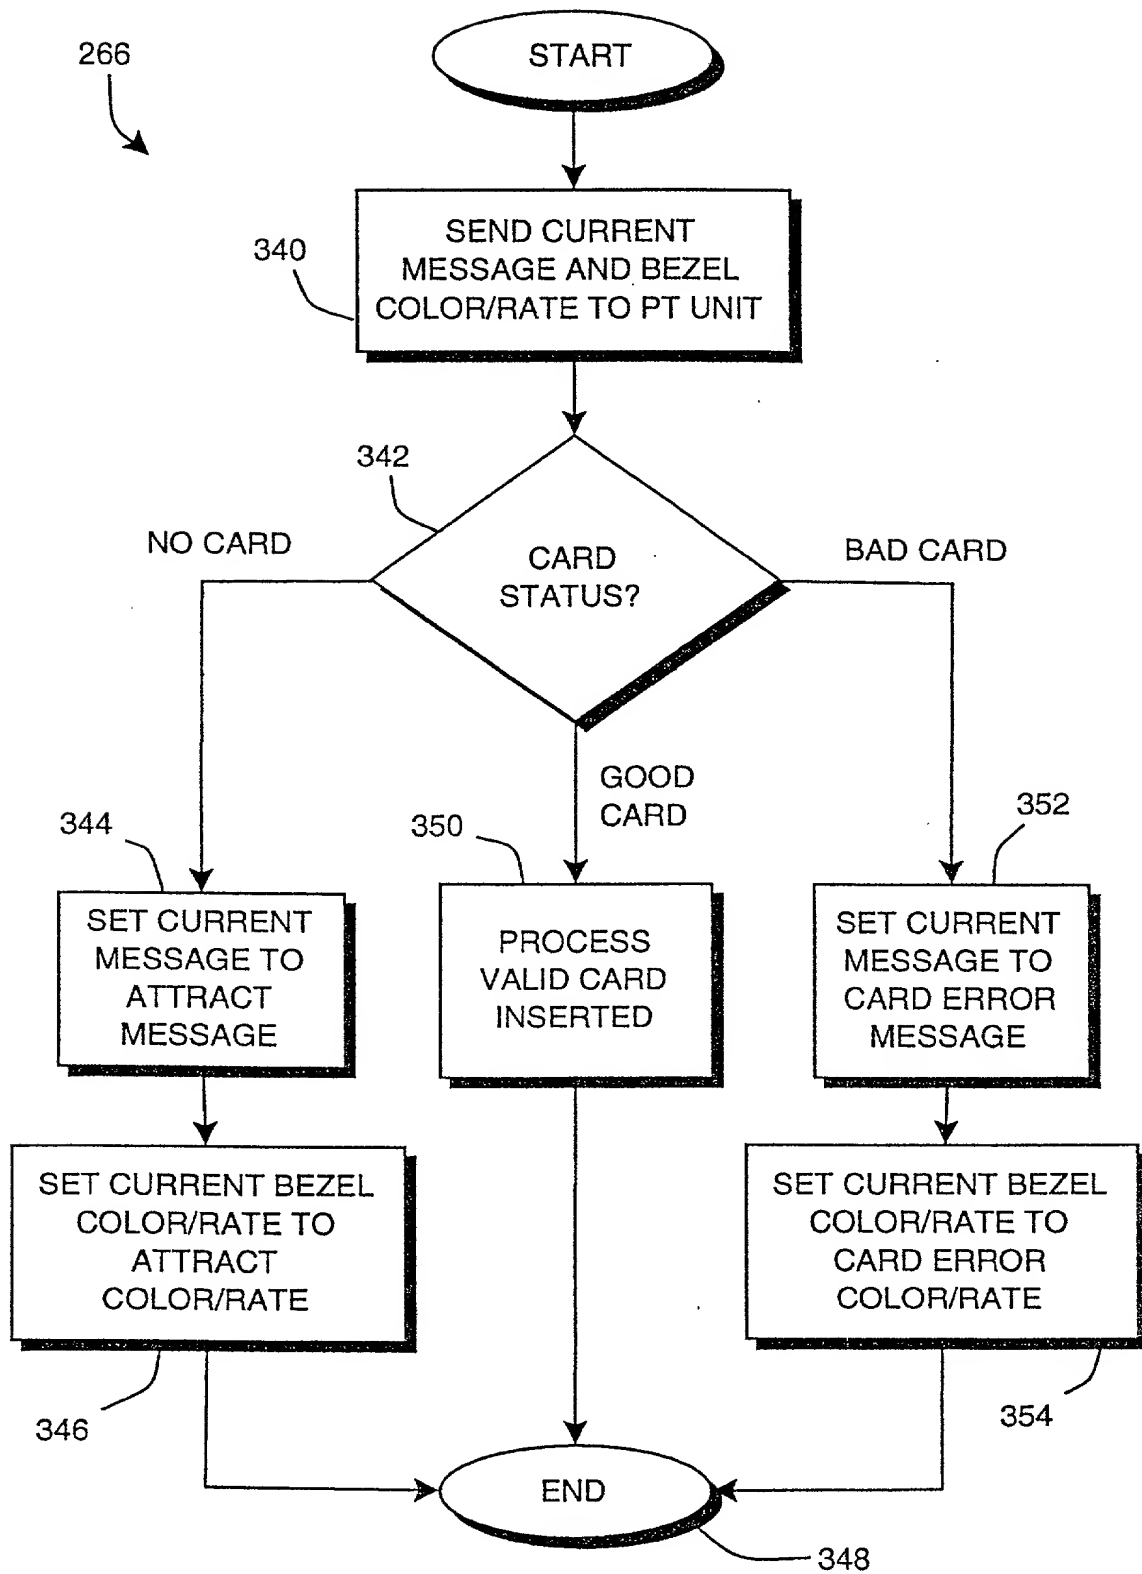 266
START
340
SEND CURRENT
MESSAGE AND BEZEL
COLOR/RATE TO PT UNIT
342
CARD
STATUS?
NO CARD
BAD CARD
GOOD
CARD
344
SET CURRENT
MESSAGE TO
ATTRACT
MESSAGE
350
PROCESS
VALID CARD
INSERTED
352
SET CURRENT
MESSAGE TO
CARD ERROR
MESSAGE
SET CURRENT BEZEL
COLOR/RATE TO
ATTRACT
COLOR/RATE
346
SET CURRENT BEZEL
COLOR/RATE TO
CARD ERROR
COLOR/RATE
354
END
348